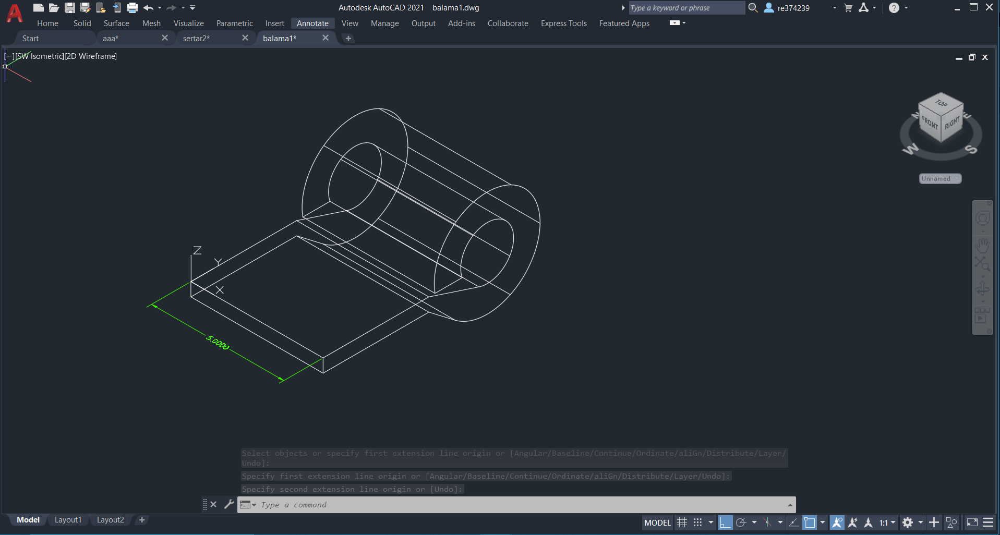 Autodesk AutoCAD 2021 balama1.dwg
Type a keyword or phrase
re374239
Home Solid Surface Mesh Visualize Parametric Insert Annotate View Manage Output Add-ins Collaborate Express Tools Featured Apps
Start aaa* sertar2* balama1*
[−][SW Isometric][2D Wireframe]
TOP
FRONT RIGHT
N E
W S
Unnamed
Z
Y
X
5.0000
Select objects or specify first extension line origin or [Angular/Baseline/Continue/Ordinate/aliGn/Distribute/Layer/
Undo]:
Specify first extension line origin or [Angular/Baseline/Continue/Ordinate/aliGn/Distribute/Layer/Undo]:
Specify second extension line origin or [Undo]:
Type a command
Model Layout1 Layout2
MODEL 1:1